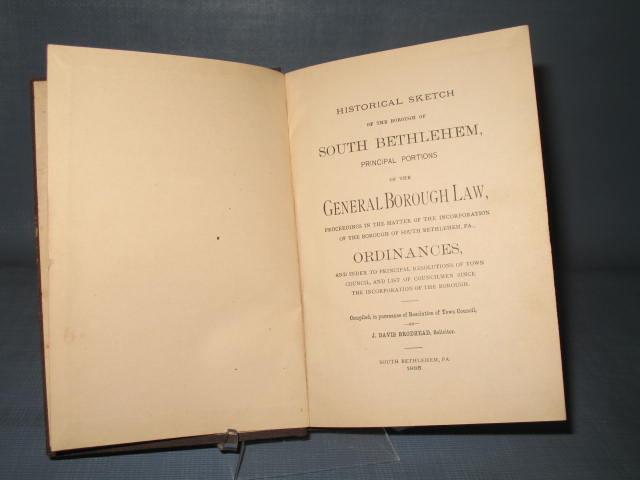 HISTORICAL SKETCH
OF THE BOROUGH OF
SOUTH BETHLEHEM,
PRINCIPAL PORTIONS
OF THE
GENERAL BOROUGH LAW,
PROCEEDINGS IN THE MATTER OF THE INCORPORATION
OF THE BOROUGH OF SOUTH BETHLEHEM, PA.,
ORDINANCES,
AND INDEX TO PRINCIPAL RESOLUTIONS OF TOWN
COUNCIL, AND LIST OF COUNCILMEN SINCE
THE INCORPORATION OF THE BOROUGH.
Compiled, in pursuance of Resolution of Town Council,
BY
J. DAVIS BRODHEAD, Solicitor.
SOUTH BETHLEHEM, PA.